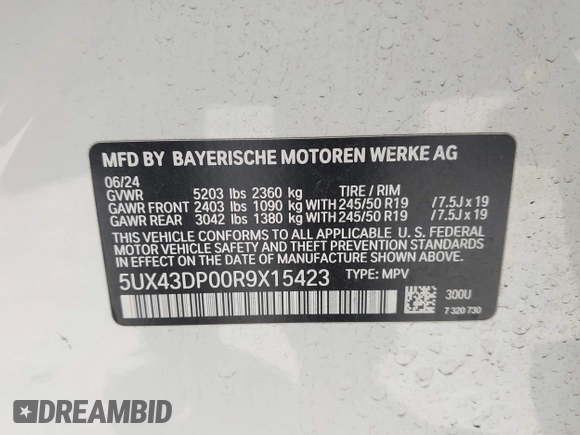 MFD BY BAYERISCHE MOTOREN WERKE AG
06/24
GVWR 5203 lbs 2360 kg TIRE / RIM
GAWR FRONT 2403 lbs 1090 kg WITH 245/50 R19 / 7.5J x 19
GAWR REAR 3042 lbs 1380 kg WITH 245/50 R19 / 7.5J x 19
THIS VEHICLE CONFORMS TO ALL APPLICABLE U. S. FEDERAL
MOTOR VEHICLE SAFETY, BUMPER, AND THEFT PREVENTION
STANDARDS IN EFFECT ON THE DATE OF MANUFACTURE SHOWN ABOVE.
5UX43DP00R9X15423 TYPE: MPV
300U
7 320 730
DREAMBID